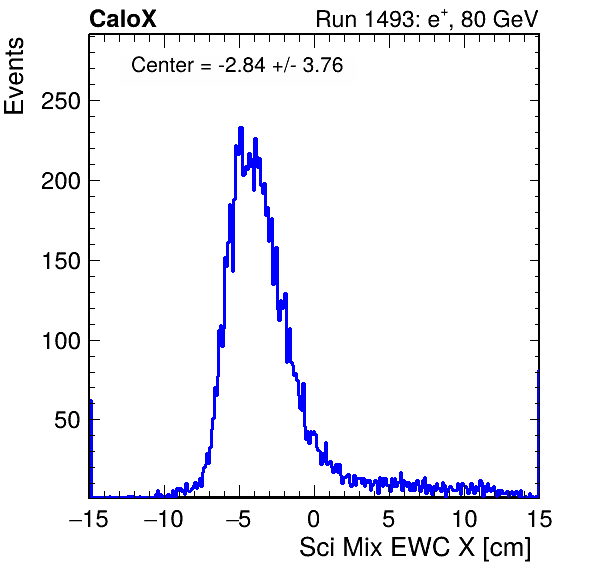 CaloX Run 1493: e⁺, 80 GeV
Center = -2.84 +/- 3.76
Events
250
200
150
100
50
−15 −10 −5 0 5 10 15
Sci Mix EWC X [cm]